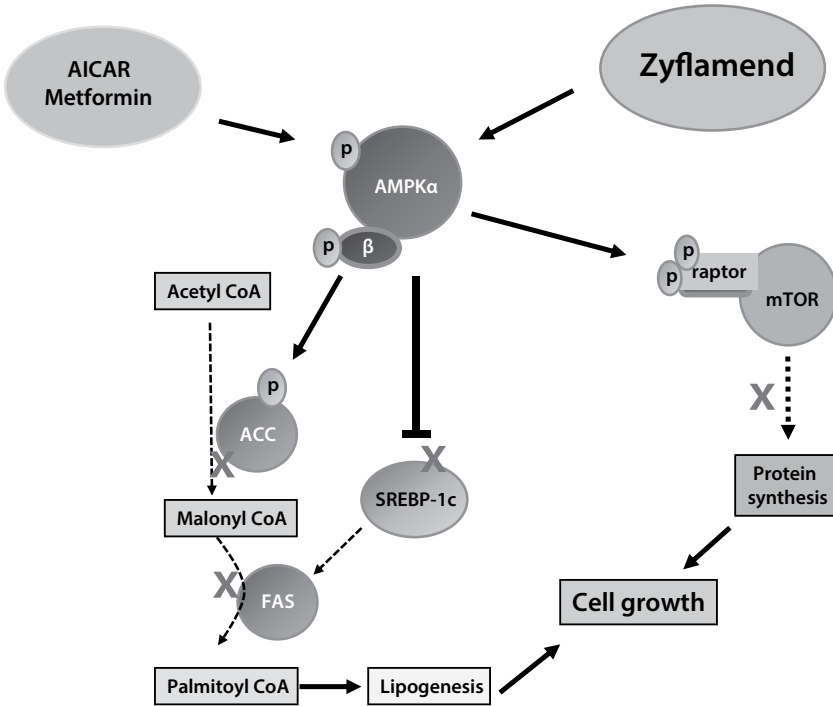 AICAR
Metformin
Zyflamend
p
AMPKα
p
β
p
p
raptor
mTOR
Acetyl CoA
p
ACC
X
X
SREBP-1c
X
Protein
synthesis
Malonyl CoA
X
FAS
Cell growth
Palmitoyl CoA
Lipogenesis